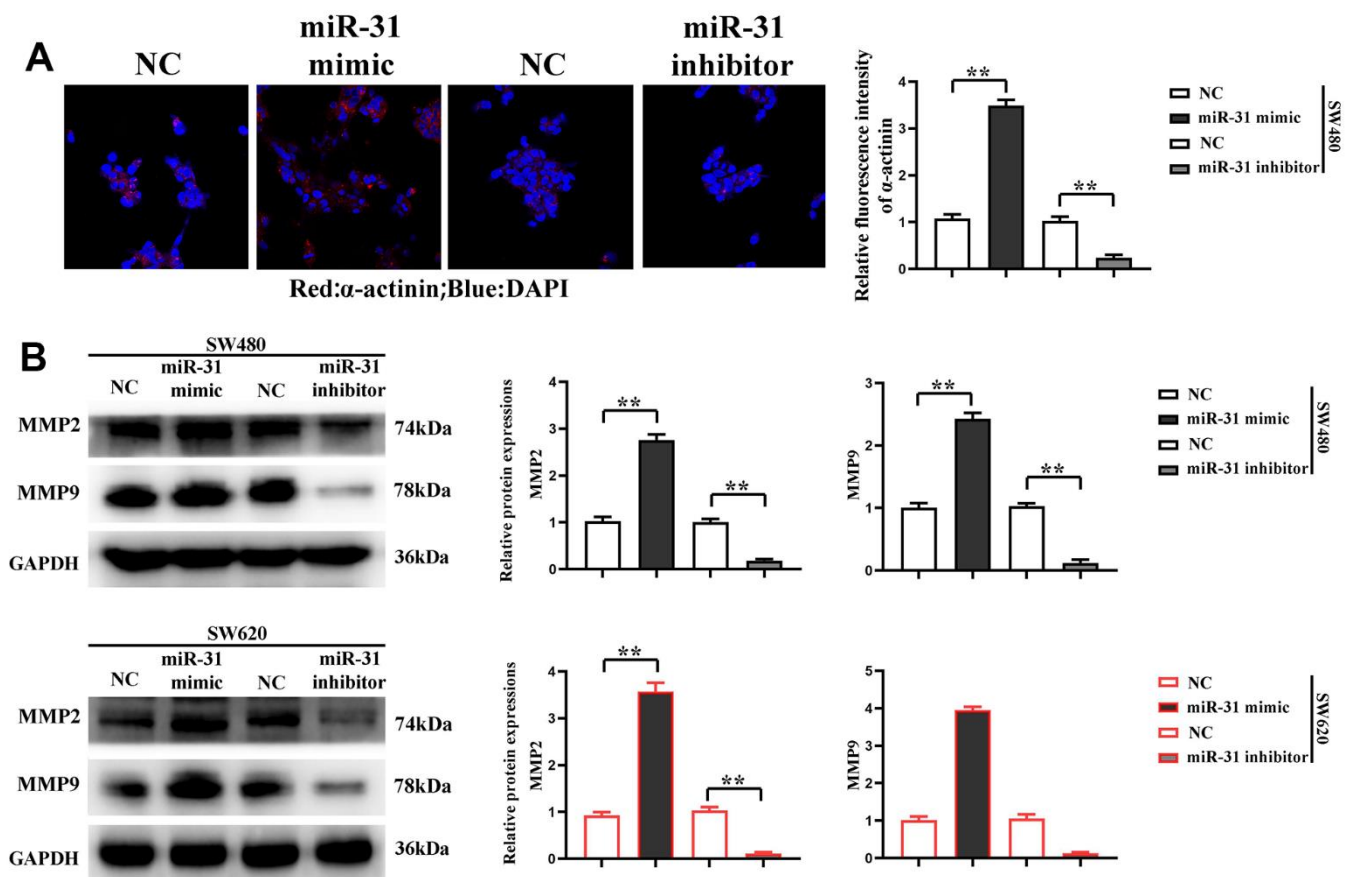 A
NC
miR-31
mimic
NC
miR-31
inhibitor
Red:α-actinin;Blue:DAPI
Relative fluorescence intensity
of α-actinin
4
3
2
1
0
**
**
NC
miR-31 mimic
NC
miR-31 inhibitor
SW480
B
SW480
NC
miR-31
mimic
NC
miR-31
inhibitor
MMP2
74kDa
MMP9
78kDa
GAPDH
36kDa
Relative protein expressions
MMP2
4
3
2
1
0
**
**
MMP9
3
2
1
0
**
**
NC
miR-31 mimic
NC
miR-31 inhibitor
SW480
SW620
NC
miR-31
mimic
NC
miR-31
inhibitor
MMP2
74kDa
MMP9
78kDa
GAPDH
36kDa
Relative protein expressions
MMP2
4
3
2
1
0
**
**
MMP9
5
4
3
2
1
0
NC
miR-31 mimic
NC
miR-31 inhibitor
SW620